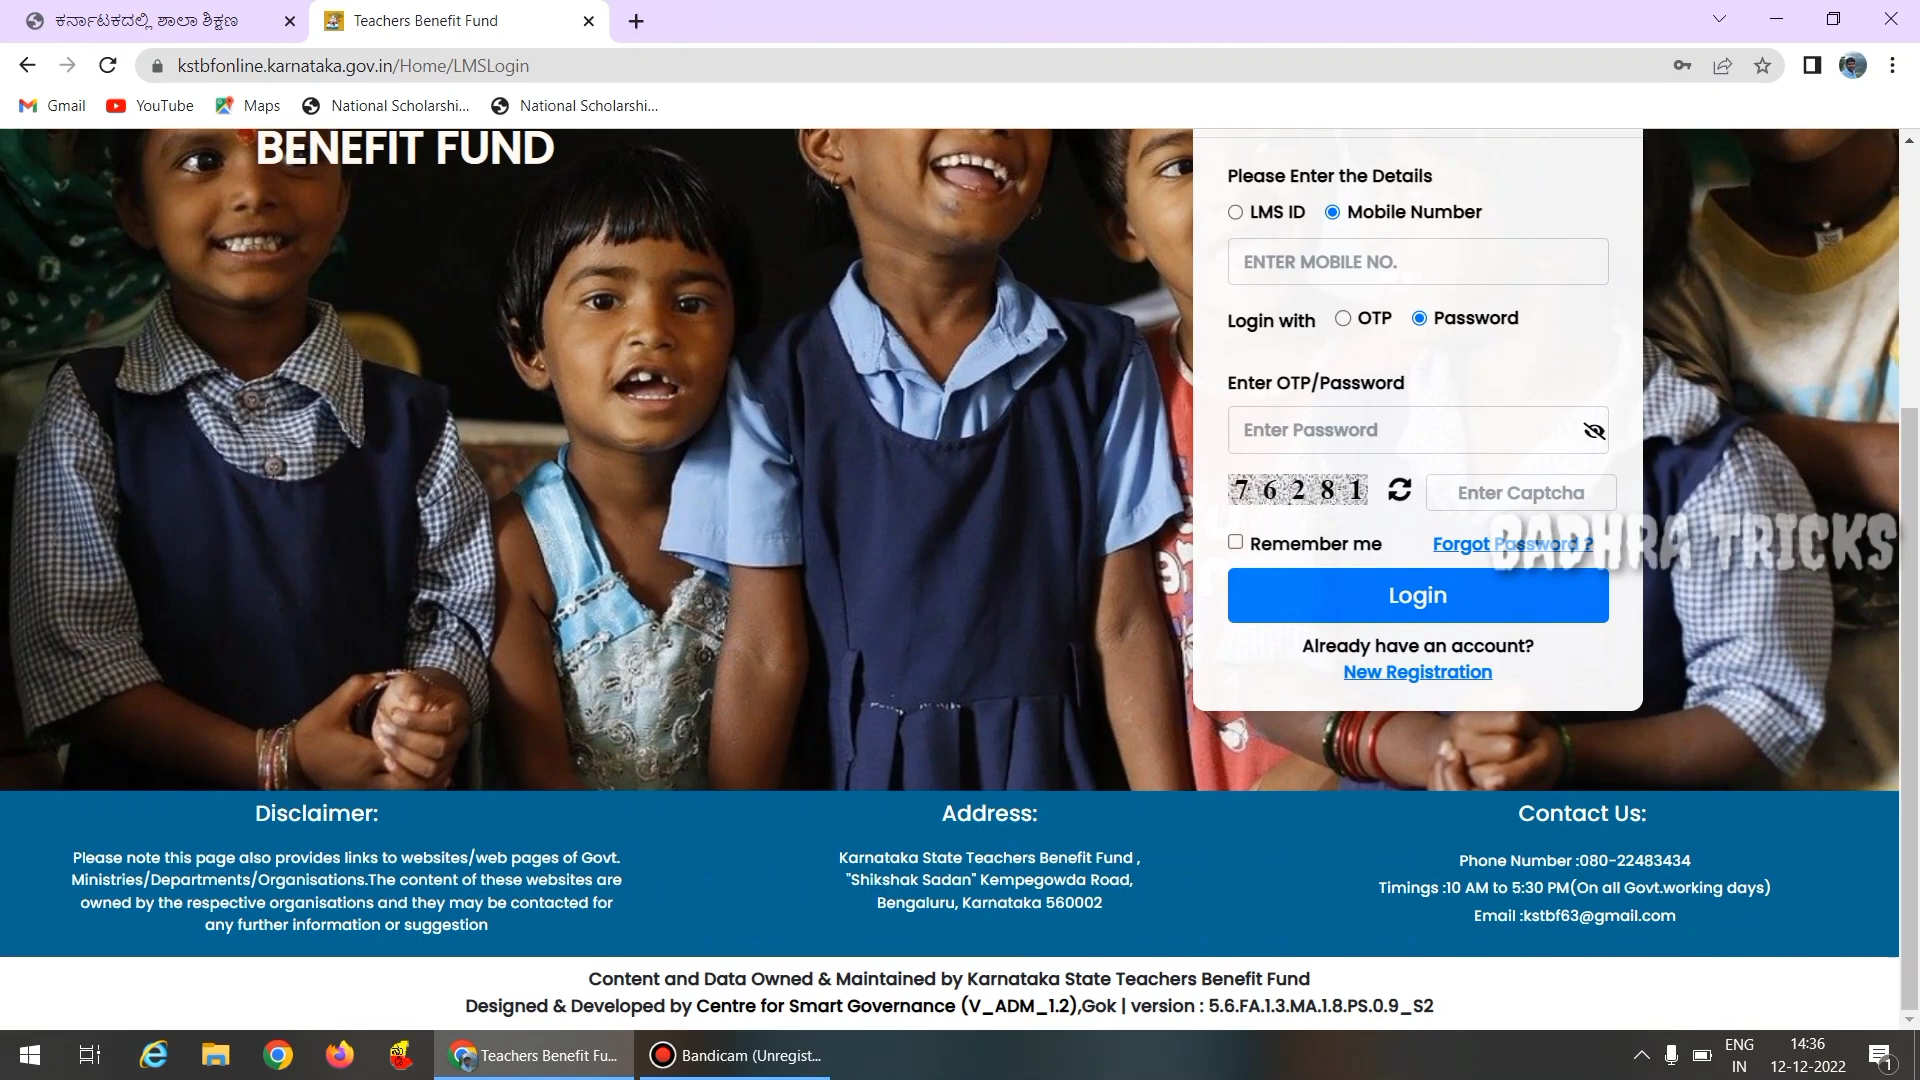 ಕರ್ನಾಟಕದಲ್ಲಿ ಶಾಲಾ ಶಿಕ್ಷಣ
Teachers Benefit Fund
kstbfonline.karnataka.gov.in/Home/LMSLogin
Gmail
YouTube
Maps
National Scholarshi...
National Scholarshi...
BENEFIT FUND
Please Enter the Details
LMS ID
Mobile Number
ENTER MOBILE NO.
Login with
OTP
Password
Enter OTP/Password
Enter Password
7 6 2 8 1
Enter Captcha
Remember me
Forgot Password ?
BADHRA TRICKS
Login
Already have an account?
New Registration
Disclaimer:
Please note this page also provides links to websites/web pages of Govt.
Ministries/Departments/Organisations.The content of these websites are
owned by the respective organisations and they may be contacted for
any further information or suggestion
Address:
Karnataka State Teachers Benefit Fund ,
"Shikshak Sadan" Kempegowda Road,
Bengaluru, Karnataka 560002
Contact Us:
Phone Number :080-22483434
Timings :10 AM to 5:30 PM(On all Govt.working days)
Email :kstbf63@gmail.com
Content and Data Owned & Maintained by Karnataka State Teachers Benefit Fund
Designed & Developed by Centre for Smart Governance (V_ADM_1.2),Gok | version : 5.6.FA.1.3.MA.1.8.PS.0.9_S2
Teachers Benefit Fu...
Bandicam (Unregist...
ENG
IN
14:36
12-12-2022
1